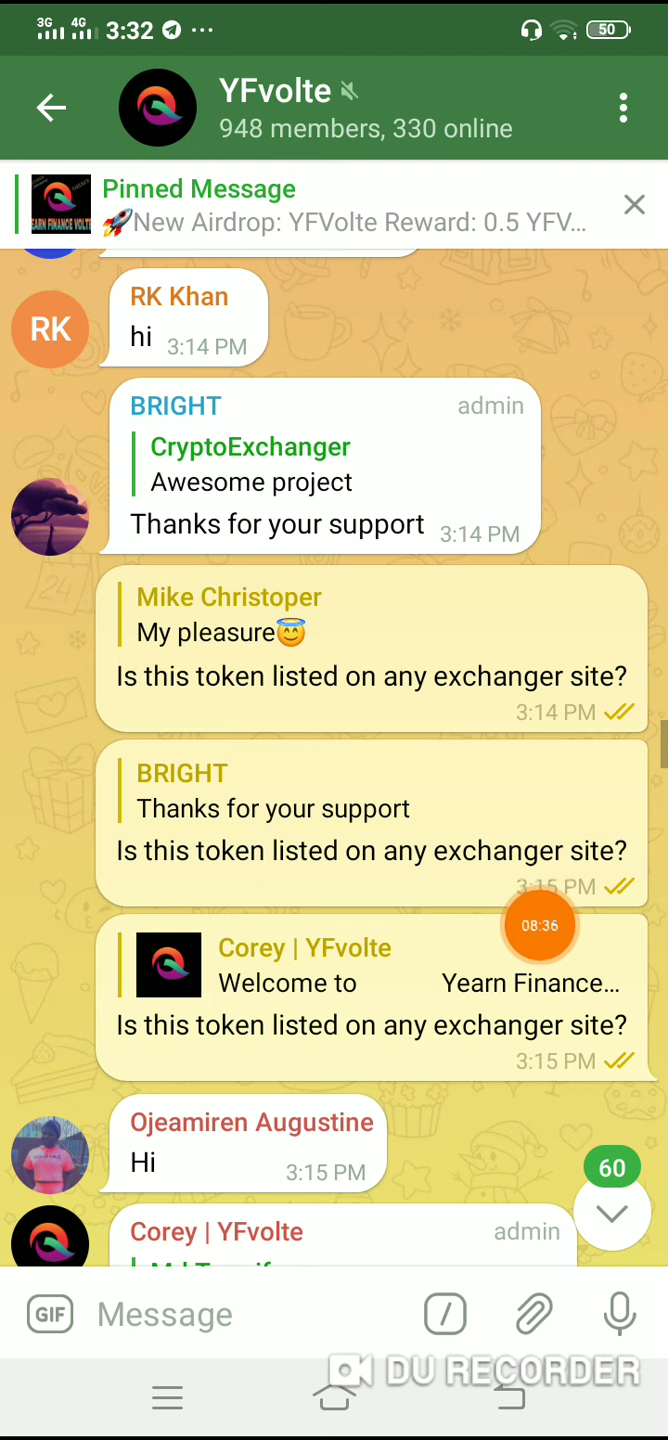 3G 4G 3:32 50
YFvolte
948 members, 330 online
Pinned Message
🚀New Airdrop: YFVolte Reward: 0.5 YFV...
EARN FINANCE VOLTE
RK Khan
RK
hi 3:14 PM
BRIGHT admin
CryptoExchanger
Awesome project
Thanks for your support 3:14 PM
24
Mike Christoper
My pleasure😇
Is this token listed on any exchanger site?
3:14 PM
BRIGHT
Thanks for your support
Is this token listed on any exchanger site?
3:15 PM
08:36
Corey | YFvolte
Welcome to Yearn Finance...
Is this token listed on any exchanger site?
3:15 PM
Ojeamiren Augustine
Hi 3:15 PM
60
Corey | YFvolte admin
GIF Message /
DU RECORDER